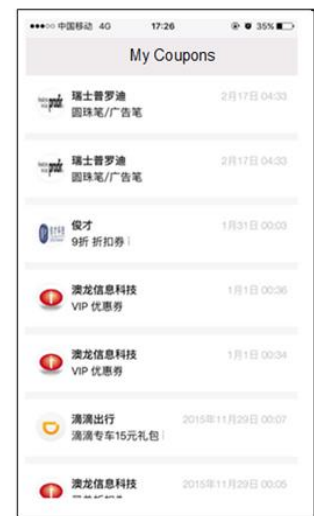 中国移动 4G 17:26 35%
My Coupons
瑞士普罗迪 2月17日 04:33
圆珠笔/广告笔
瑞士普罗迪 2月17日 04:33
圆珠笔/广告笔
俊才 1月31日 00:03
9折 折扣券
澳龙信息科技 1月1日 00:36
VIP 优惠券
澳龙信息科技 1月1日 00:34
VIP 优惠券
滴滴出行 2015年11月29日 00:07
滴滴专车15元礼包
澳龙信息科技 2015年11月29日 00:05